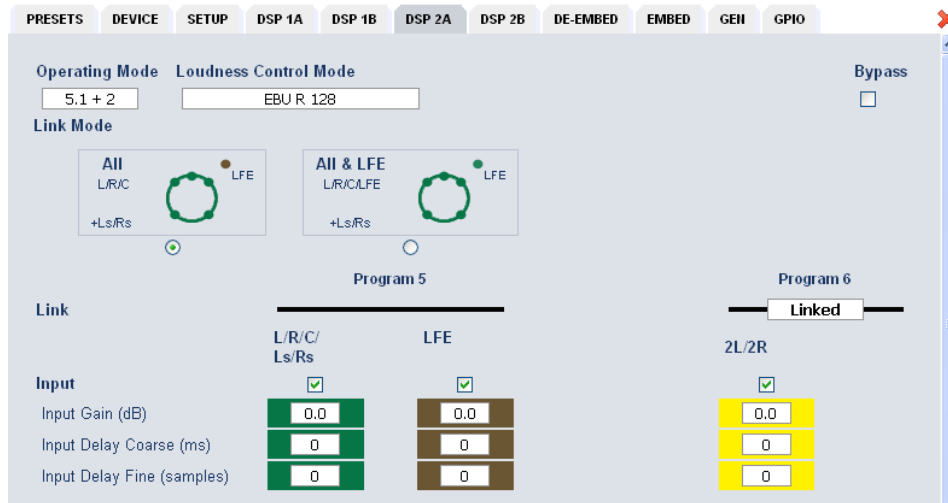 PRESETS DEVICE SETUP DSP 1A DSP 1B DSP 2A DSP 2B DE-EMBED EMBED GEN GPIO
Operating Mode Loudness Control Mode Bypass
5.1 + 2 EBU R 128
Link Mode
All All & LFE
L/R/C LFE L/R/C/LFE LFE
+Ls/Rs +Ls/Rs
Program 5 Program 6
Link Linked
L/R/C/ LFE
Ls/Rs 2L/2R
Input
Input Gain (dB) 0.0 0.0 0.0
Input Delay Coarse (ms) 0 0 0
Input Delay Fine (samples) 0 0 0